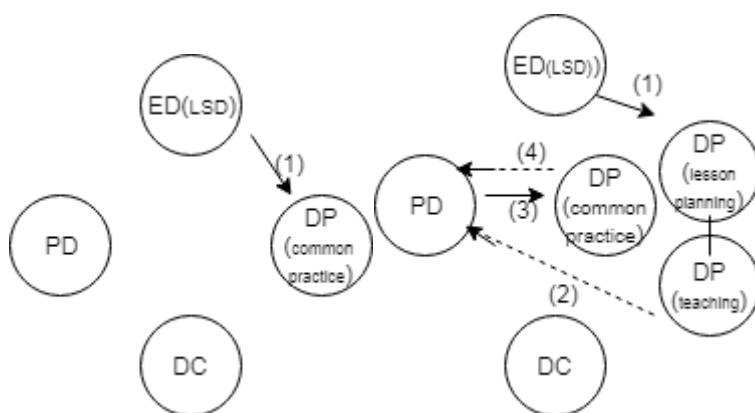 ED(LSD)
(1)
PD
DP
(common
practice)
DC
ED(LSD))
(1)
(4)
PD
(3)
DP
(common
practice)
DP
(lesson
planning)
(2)
DP
(teaching)
DC